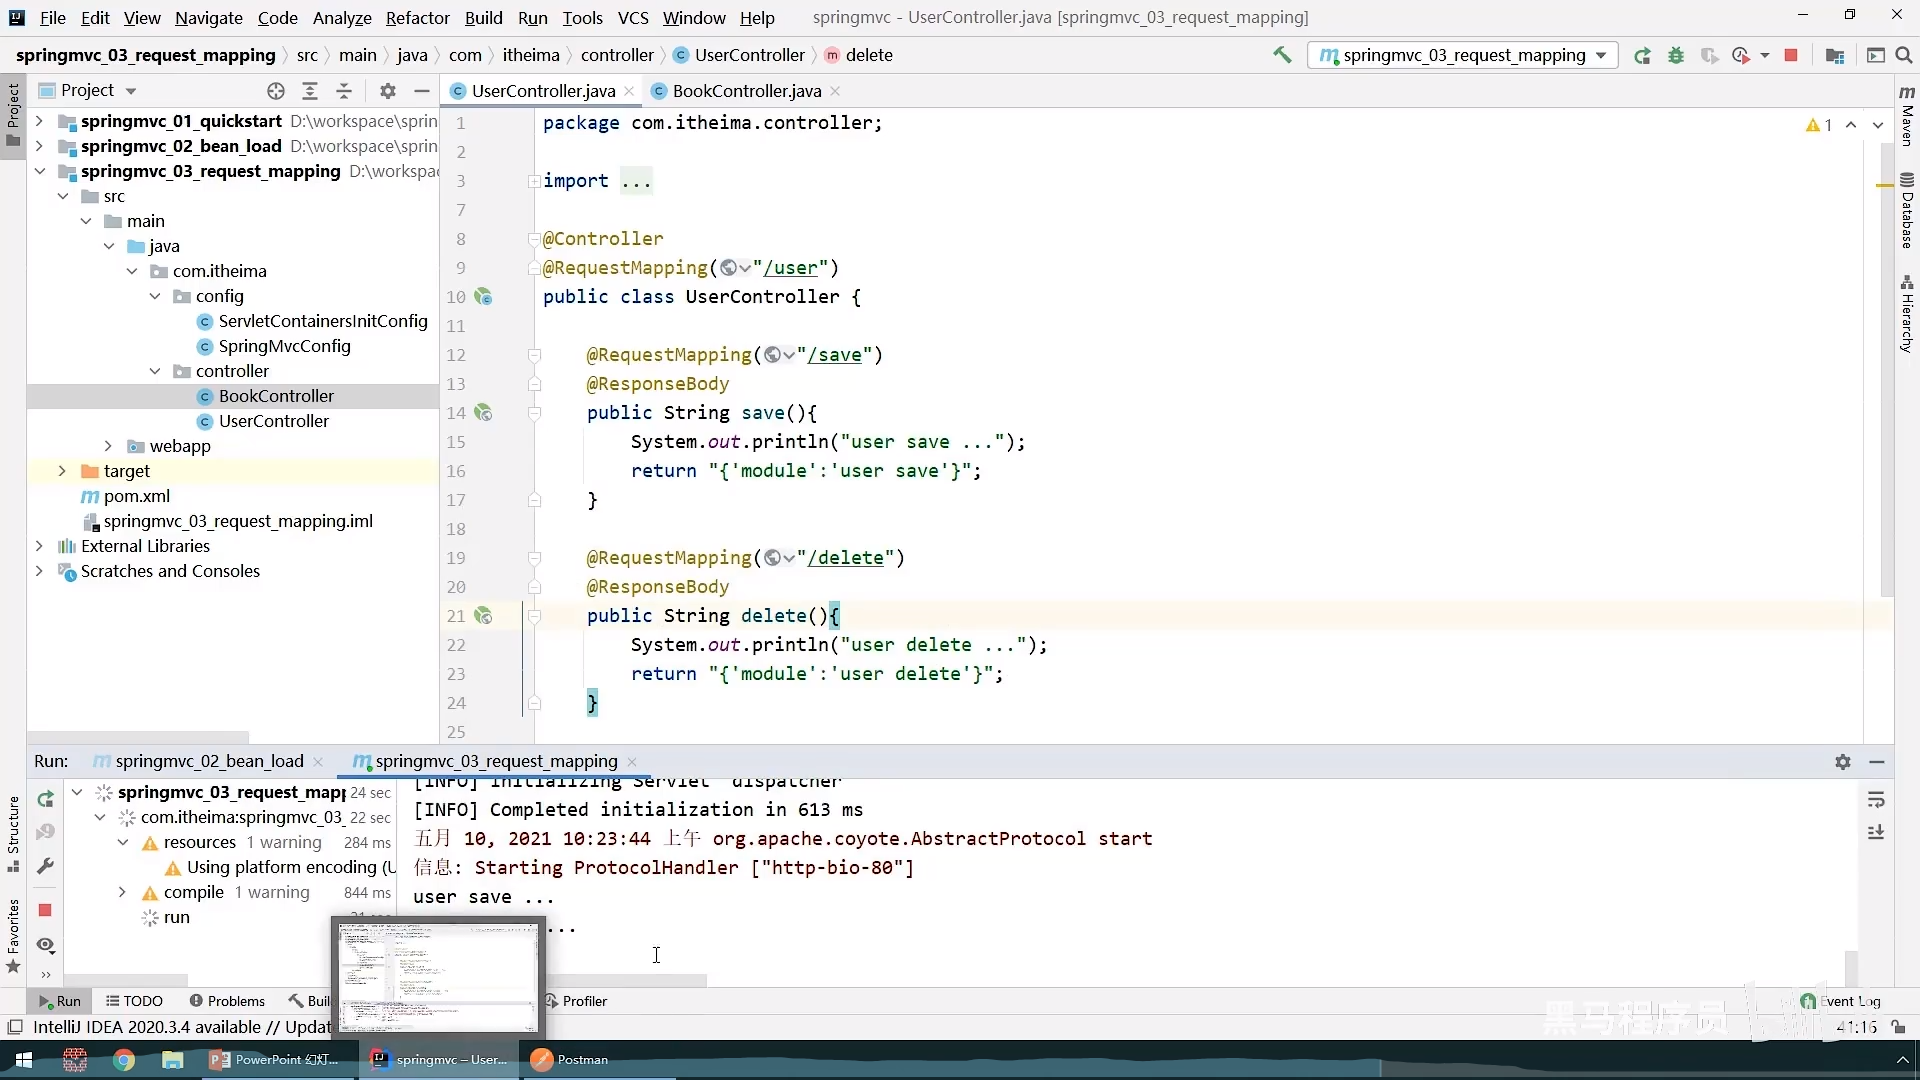 File Edit View Navigate Code Analyze Refactor Build Run Tools VCS Window Help springmvc - UserController.java [springmvc_03_request_mapping]
springmvc_03_request_mapping src main java com itheima controller UserController delete
springmvc_03_request_mapping
Project
UserController.java
BookController.java
Project
springmvc_01_quickstart D:\workspace\sprin
springmvc_02_bean_load D:\workspace\sprin
springmvc_03_request_mapping D:\workspa
src
main
java
com.itheima
config
ServletContainersInitConfig
SpringMvcConfig
controller
BookController
UserController
webapp
target
pom.xml
springmvc_03_request_mapping.iml
External Libraries
Scratches and Consoles
1 package com.itheima.controller;
2
3 import ...
7
8 @Controller
9 @RequestMapping("/user")
10 public class UserController {
11
12 @RequestMapping("/save")
13 @ResponseBody
14 public String save(){
15 System.out.println("user save ...");
16 return "{'module':'user save'}";
17 }
18
19 @RequestMapping("/delete")
20 @ResponseBody
21 public String delete(){
22 System.out.println("user delete ...");
23 return "{'module':'user delete'}";
24 }
25
1
Maven
Database
Hierarchy
Run: springmvc_02_bean_load springmvc_03_request_mapping
springmvc_03_request_mapp 24 sec
com.itheima:springmvc_03_ 22 sec
resources 1 warning 284 ms
Using platform encoding (U
compile 1 warning 844 ms
run
[INFO] Initializing Servlet 'dispatcher'
[INFO] Completed initialization in 613 ms
五月 10, 2021 10:23:44 上午 org.apache.coyote.AbstractProtocol start
信息: Starting ProtocolHandler ["http-bio-80"]
user save ...
...
Structure
Favorites
Run TODO Problems Buil Profiler Event Log
IntelliJ IDEA 2020.3.4 available // Updat
41:16
黑马程序员
PowerPoint 幻灯... springmvc – User... Postman